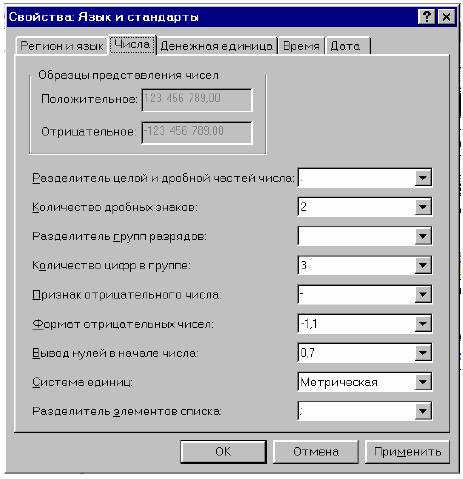 Свойства: Язык и стандарты
Регион и язык Числа Денежная единица Время Дата
Образцы представления чисел
Положительное: 123 456 789,00
Отрицательное: -123 456 789,00
Разделитель целой и дробной частей числа:
Количество дробных знаков: 2
Разделитель групп разрядов:
Количество цифр в группе: 3
Признак отрицательного числа: -
Формат отрицательных чисел: -1,1
Вывод нулей в начале числа: 0,7
Система единиц: Метрическая
Разделитель элементов списка: ;
OK Отмена Применить